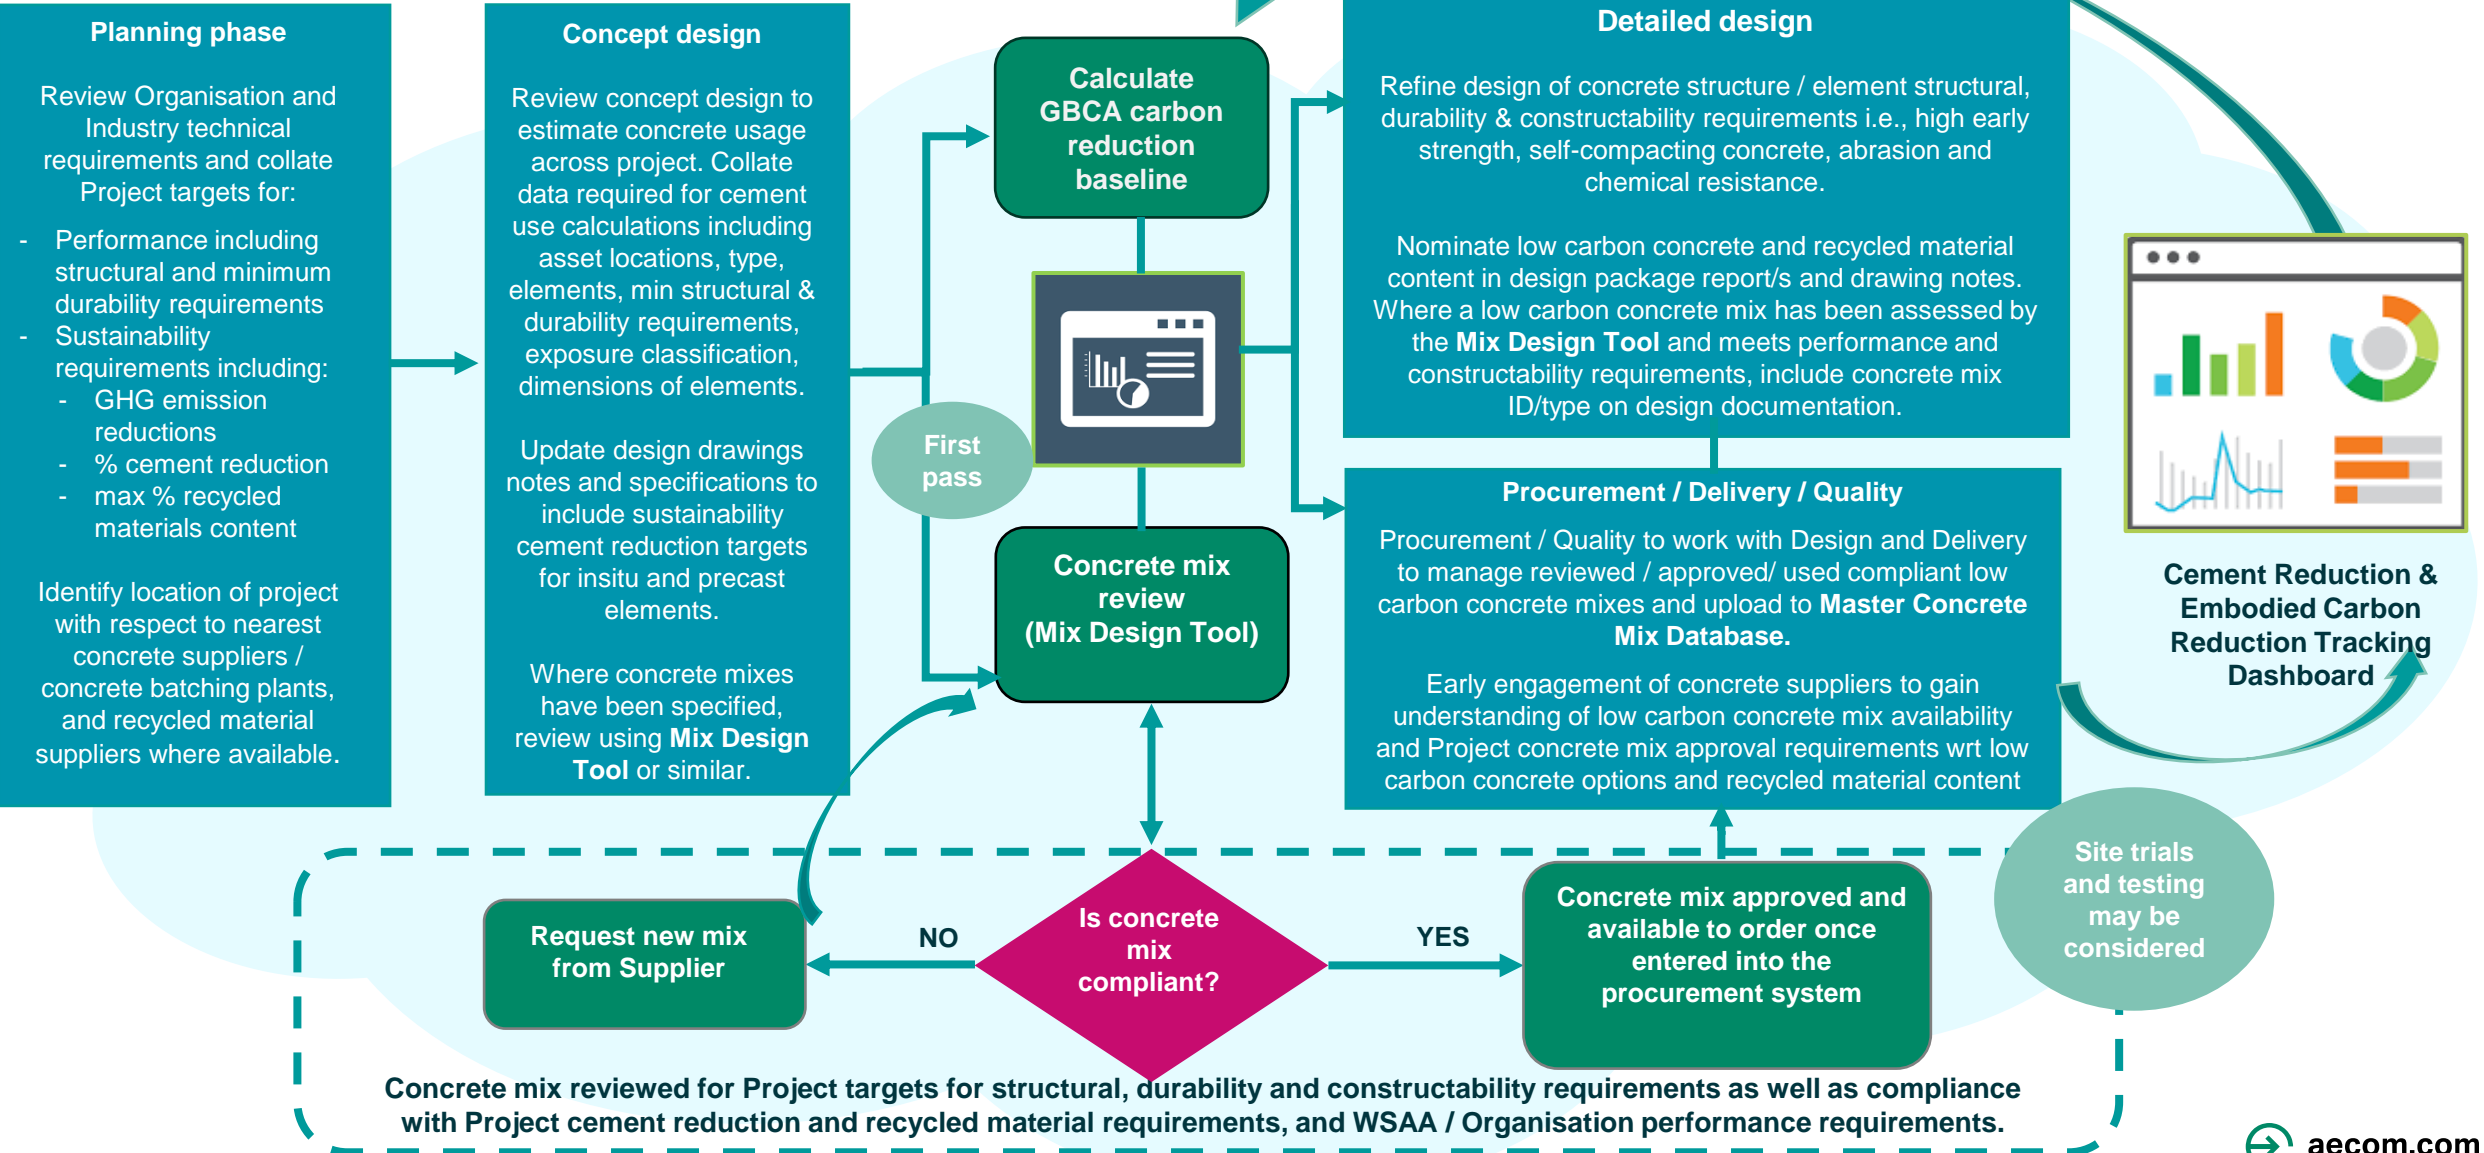 Planning phase
Review Organisation and
Industry technical
requirements and collate
Project targets for:
- Performance including
structural and minimum
durability requirements
- Sustainability
requirements including:
- GHG emission
reductions
- % cement reduction
- max % recycled
materials content
Identify location of project
with respect to nearest
concrete suppliers /
concrete batching plants,
and recycled material
suppliers where available.
Concept design
Review concept design to
estimate concrete usage
across project. Collate
data required for cement
use calculations including
asset locations, type,
elements, min structural &
durability requirements,
exposure classification,
dimensions of elements.
Update design drawings
notes and specifications to
include sustainability
cement reduction targets
for insitu and precast
elements.
Where concrete mixes
have been specified,
review using Mix Design
Tool or similar.
First
pass
Calculate
GBCA carbon
reduction
baseline
Concrete mix
review
(Mix Design Tool)
Detailed design
Refine design of concrete structure / element structural,
durability & constructability requirements i.e., high early
strength, self-compacting concrete, abrasion and
chemical resistance.
Nominate low carbon concrete and recycled material
content in design package report/s and drawing notes.
Where a low carbon concrete mix has been assessed by
the Mix Design Tool and meets performance and
constructability requirements, include concrete mix
ID/type on design documentation.
Procurement / Delivery / Quality
Procurement / Quality to work with Design and Delivery
to manage reviewed / approved/ used compliant low
carbon concrete mixes and upload to Master Concrete
Mix Database.
Early engagement of concrete suppliers to gain
understanding of low carbon concrete mix availability
and Project concrete mix approval requirements wrt low
carbon concrete options and recycled material content
Cement Reduction &
Embodied Carbon
Reduction Tracking
Dashboard
Site trials
and testing
may be
considered
Request new mix
from Supplier
NO
Is concrete
mix
compliant?
YES
Concrete mix approved and
available to order once
entered into the
procurement system
Concrete mix reviewed for Project targets for structural, durability and constructability requirements as well as compliance
with Project cement reduction and recycled material requirements, and WSAA / Organisation performance requirements.
aecom.com